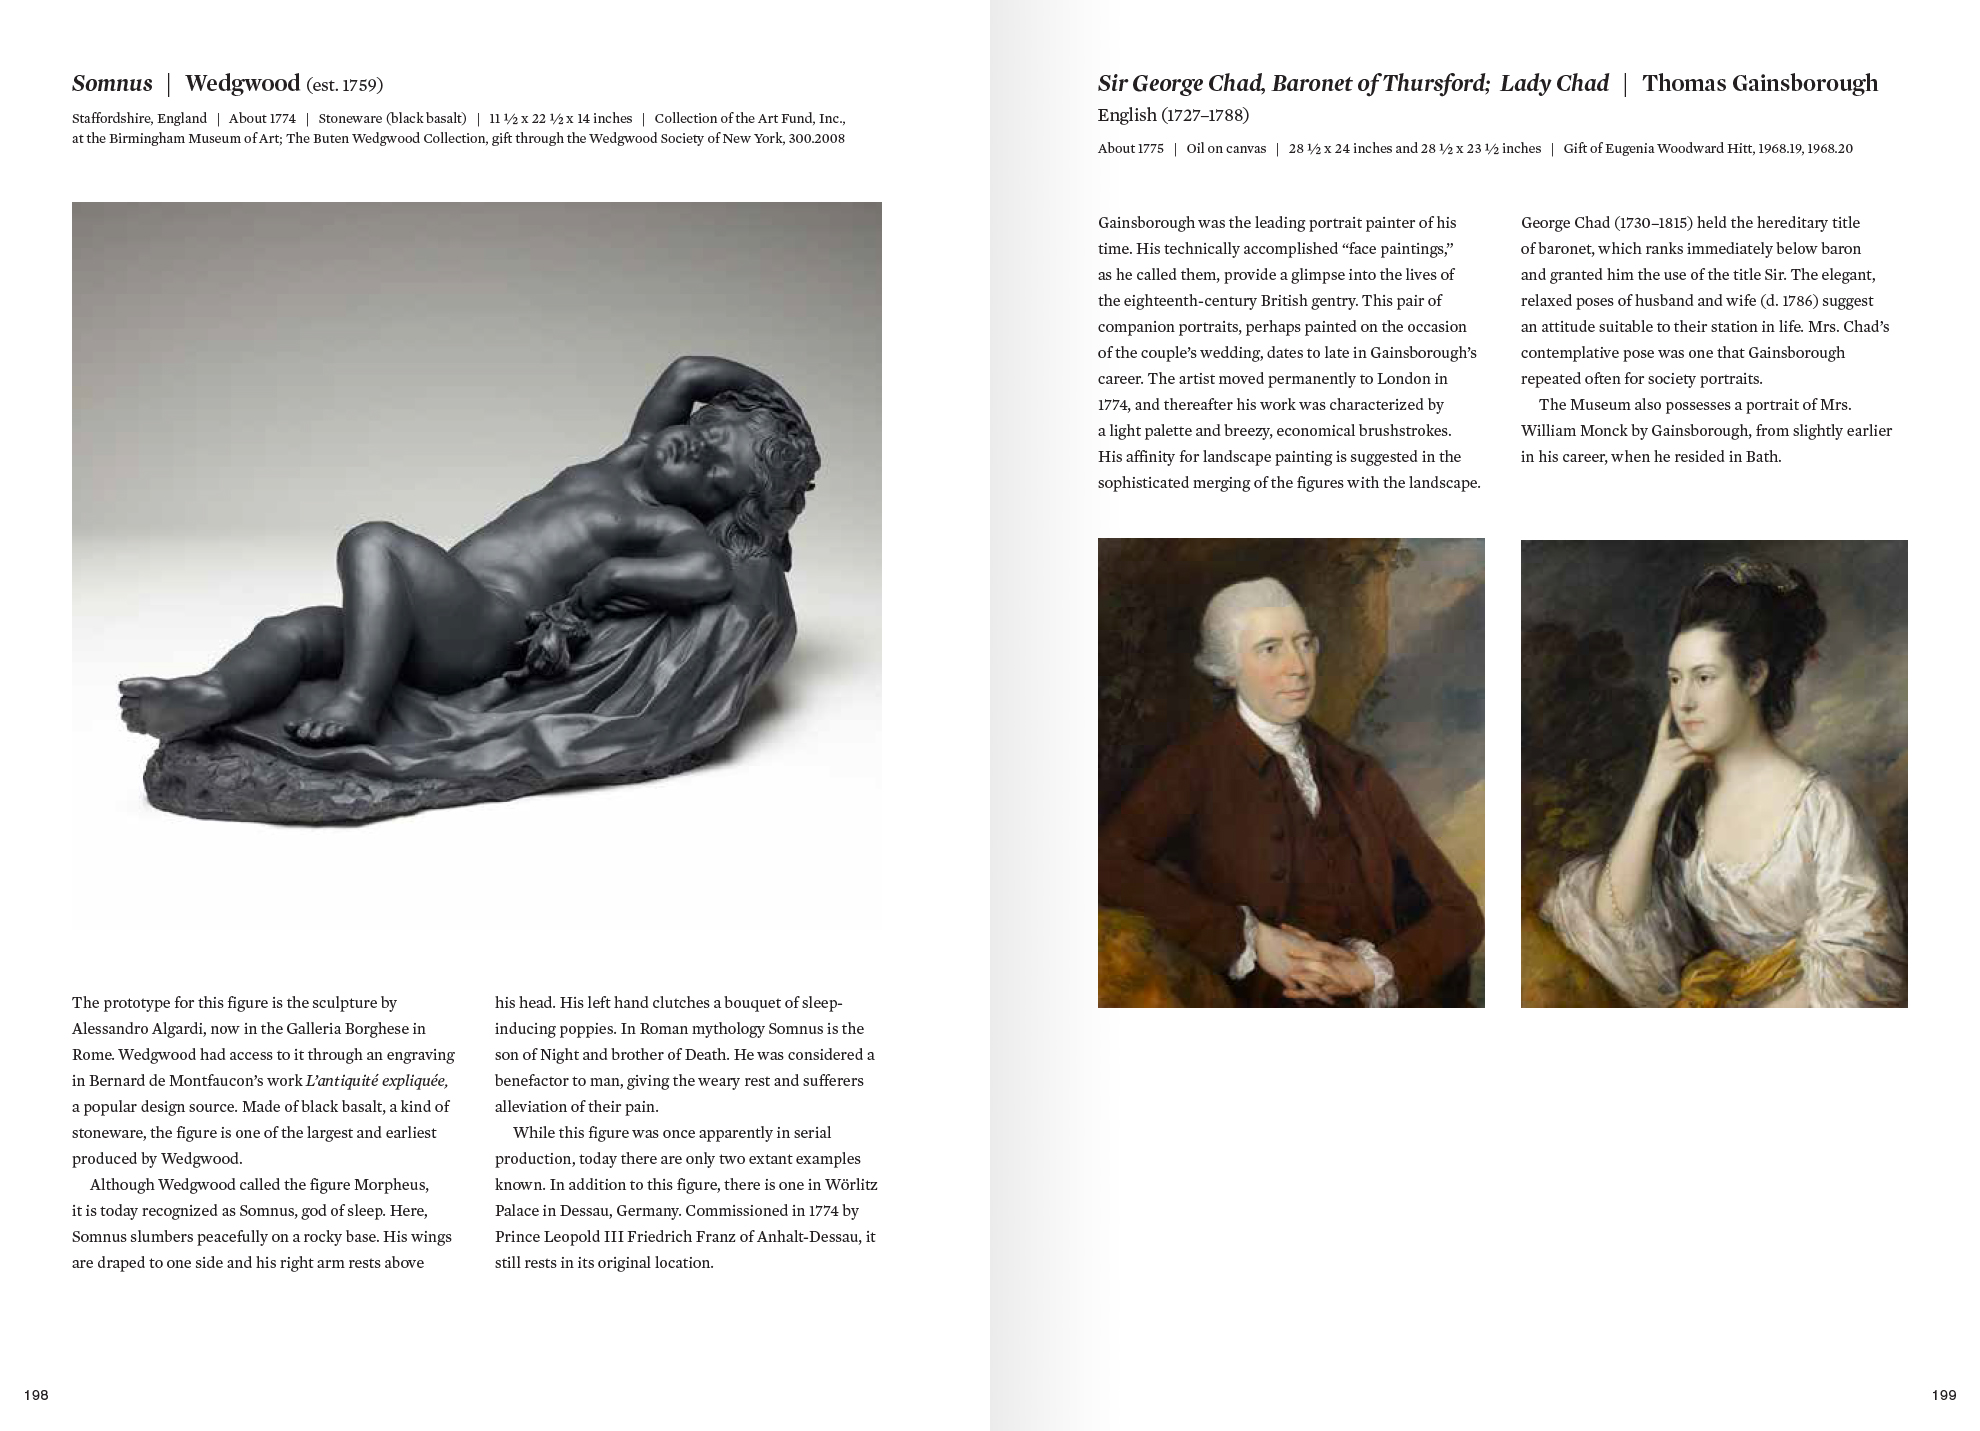 Somnus | Wedgwood (est. 1759)
Staffordshire, England | About 1774 | Stoneware (black basalt) | 11 ½ x 22 ½ x 14 inches | Collection of the Art Fund, Inc.,
at the Birmingham Museum of Art; The Buten Wedgwood Collection, gift through the Wedgwood Society of New York, 300.2008
The prototype for this figure is the sculpture by
Alessandro Algardi, now in the Galleria Borghese in
Rome. Wedgwood had access to it through an engraving
in Bernard de Montfaucon’s work L’antiquité expliquée,
a popular design source. Made of black basalt, a kind of
stoneware, the figure is one of the largest and earliest
produced by Wedgwood.
Although Wedgwood called the figure Morpheus,
it is today recognized as Somnus, god of sleep. Here,
Somnus slumbers peacefully on a rocky base. His wings
are draped to one side and his right arm rests above
his head. His left hand clutches a bouquet of sleep-
inducing poppies. In Roman mythology Somnus is the
son of Night and brother of Death. He was considered a
benefactor to man, giving the weary rest and sufferers
alleviation of their pain.
While this figure was once apparently in serial
production, today there are only two extant examples
known. In addition to this figure, there is one in Wörlitz
Palace in Dessau, Germany. Commissioned in 1774 by
Prince Leopold III Friedrich Franz of Anhalt-Dessau, it
still rests in its original location.
198
Sir George Chad, Baronet of Thursford; Lady Chad | Thomas Gainsborough
English (1727–1788)
About 1775 | Oil on canvas | 28 ½ x 24 inches and 28 ½ x 23 ½ inches | Gift of Eugenia Woodward Hitt, 1968.19, 1968.20
Gainsborough was the leading portrait painter of his
time. His technically accomplished “face paintings,”
as he called them, provide a glimpse into the lives of
the eighteenth-century British gentry. This pair of
companion portraits, perhaps painted on the occasion
of the couple’s wedding, dates to late in Gainsborough’s
career. The artist moved permanently to London in
1774, and thereafter his work was characterized by
a light palette and breezy, economical brushstrokes.
His affinity for landscape painting is suggested in the
sophisticated merging of the figures with the landscape.
George Chad (1730–1815) held the hereditary title
of baronet, which ranks immediately below baron
and granted him the use of the title Sir. The elegant,
relaxed poses of husband and wife (d. 1786) suggest
an attitude suitable to their station in life. Mrs. Chad’s
contemplative pose was one that Gainsborough
repeated often for society portraits.
The Museum also possesses a portrait of Mrs.
William Monck by Gainsborough, from slightly earlier
in his career, when he resided in Bath.
199